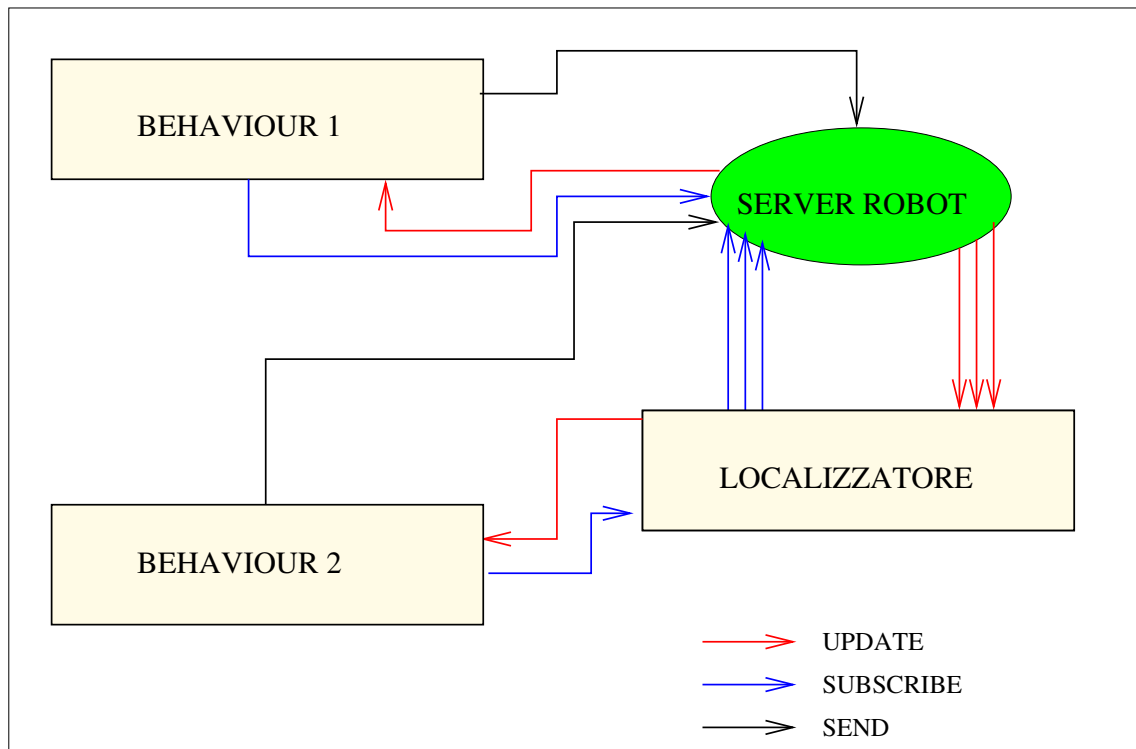 BEHAVIOUR 1
SERVER ROBOT
LOCALIZZATORE
BEHAVIOUR 2
UPDATE
SUBSCRIBE
SEND